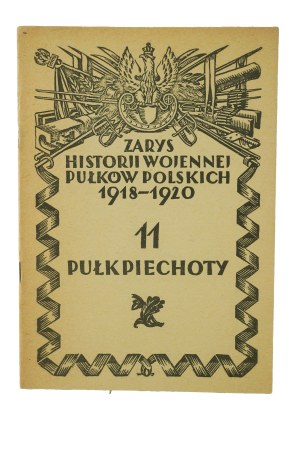 ZARYS
HISTORJI WOJENNEJ
PUŁKÓW POLSKICH
1918-1920
11
PUŁK PIECHOTY